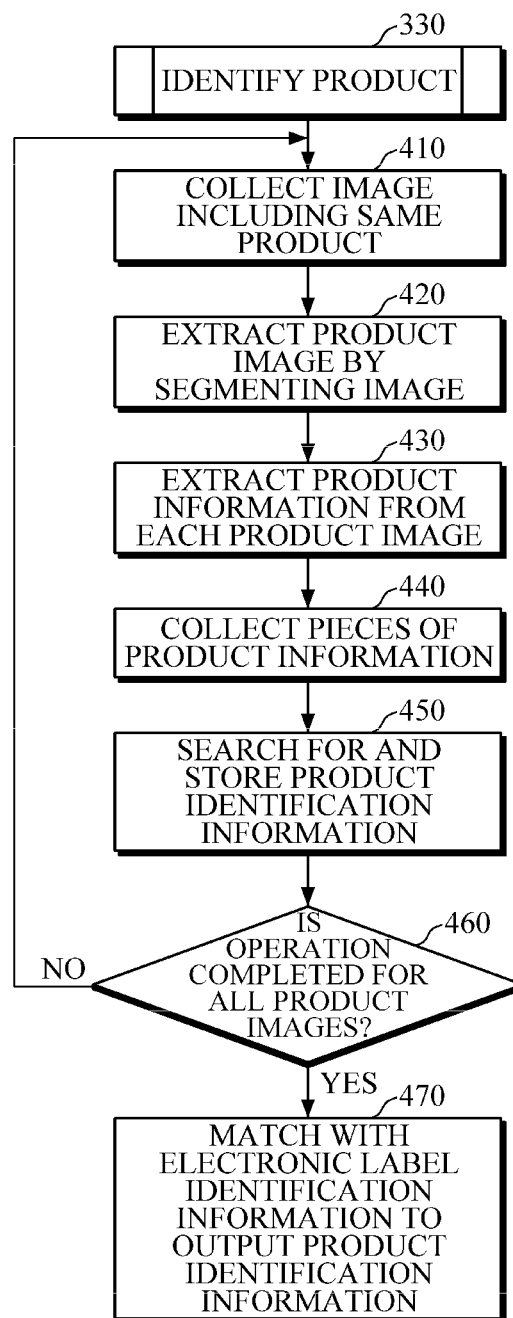 330
IDENTIFY PRODUCT
410
COLLECT IMAGE
INCLUDING SAME
PRODUCT
420
EXTRACT PRODUCT
IMAGE BY
SEGMENTING IMAGE
430
EXTRACT PRODUCT
INFORMATION FROM
EACH PRODUCT IMAGE
440
COLLECT PIECES OF
PRODUCT INFORMATION
450
SEARCH FOR AND
STORE PRODUCT
IDENTIFICATION
INFORMATION
460
IS
OPERATION
COMPLETED FOR
ALL PRODUCT
IMAGES?
NO
YES
470
MATCH WITH
ELECTRONIC LABEL
IDENTIFICATION
INFORMATION TO
OUTPUT PRODUCT
IDENTIFICATION
INFORMATION